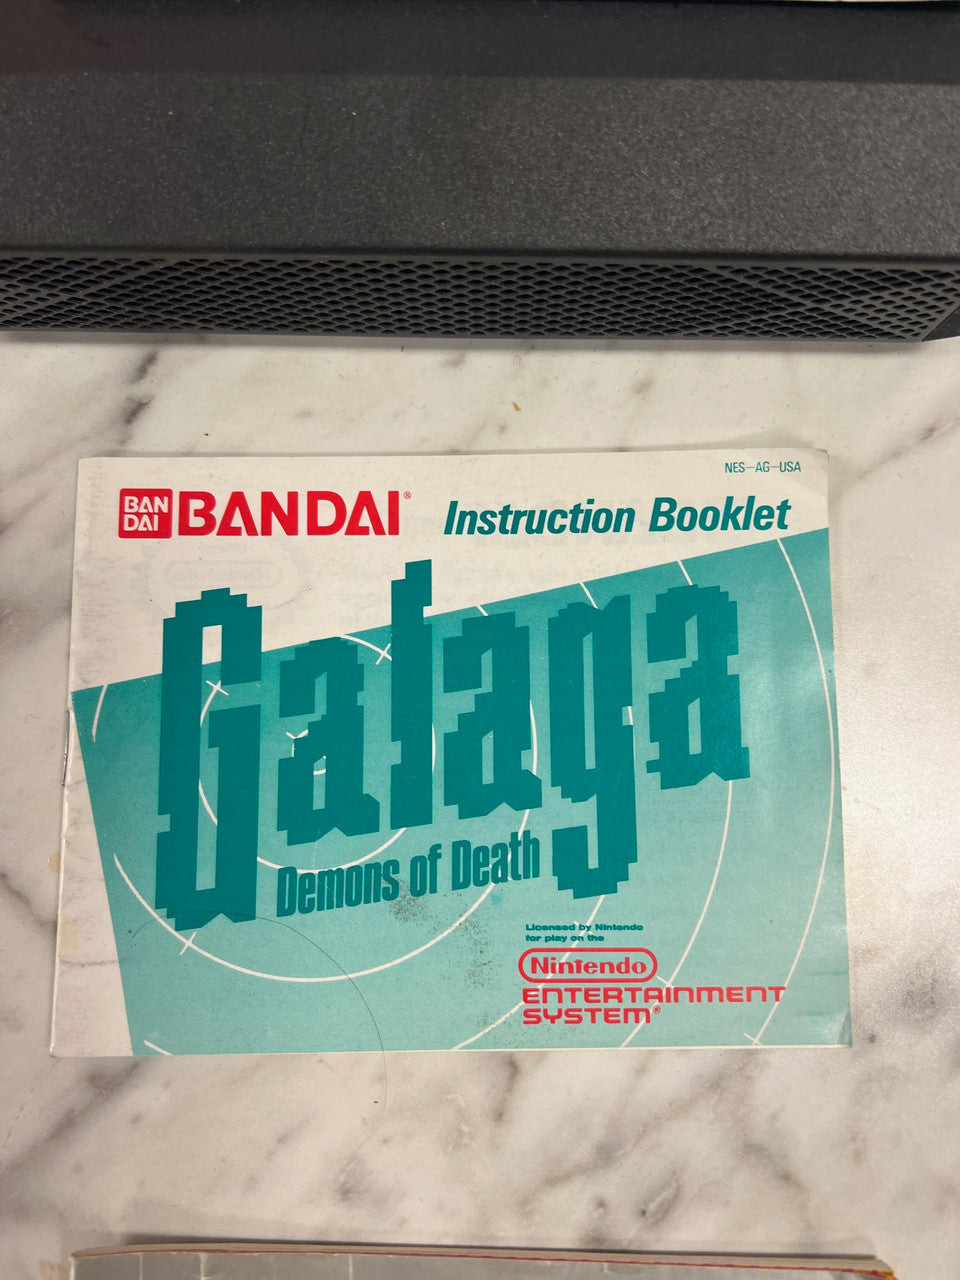 NES-AG-USA
BAN
DAI
BANDAI®
Instruction Booklet
Galaga
Demons of Death
Licensed by Nintendo
for play on the
Nintendo
ENTERTAINMENT
SYSTEM®